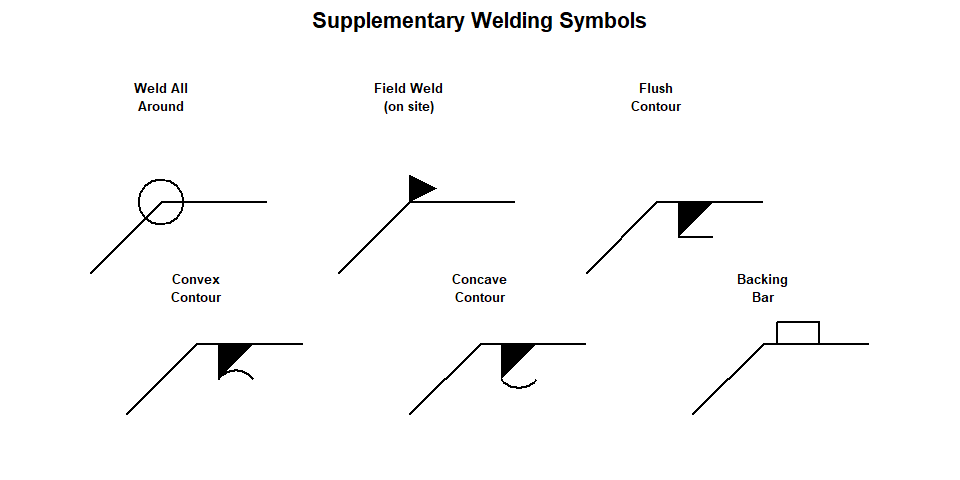 Supplementary Welding Symbols
Weld All
Around
Field Weld
(on site)
Flush
Contour
Convex
Contour
Concave
Contour
Backing
Bar